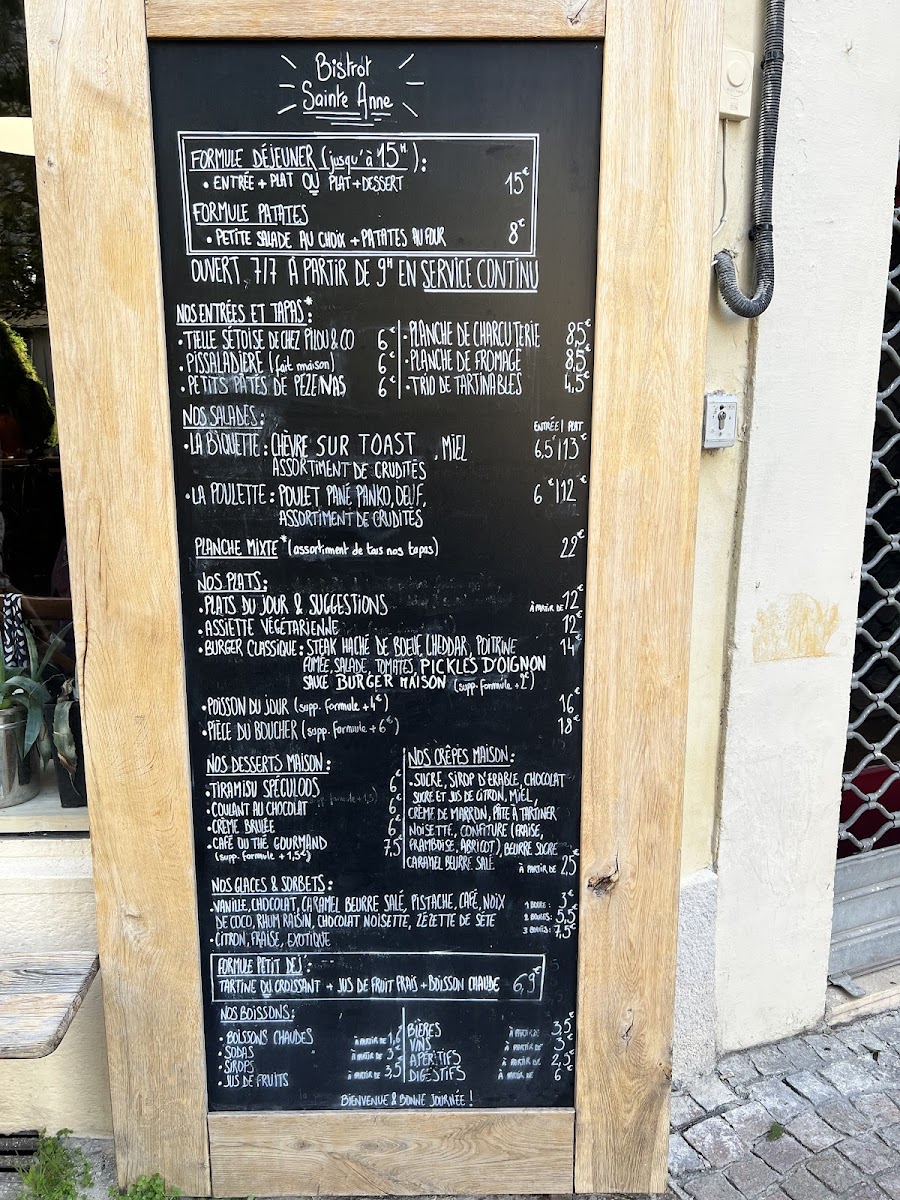 Bistrot
Sainte Anne
FORMULE DÉJEUNER (jusqu'à 15H):
• ENTRÉE + PLAT OU PLAT + DESSERT 15€
FORMULE PATATES
• PETITE SALADE AU CHOIX + PATATES AU FOUR 8€
OUVERT 7/7 A PARTIR DE 9H EN SERVICE CONTINU
NOS ENTRÉES ET TAPAS*:
• TIELLE SÉTOISE DE CHEZ PILOU & CO 6€
• PISSALADIÈRE (fait maison) 6€
• PETITS PÂTÉS DE PEZENAS 6€
• PLANCHE DE CHARCUTERIE 8,5€
• PLANCHE DE FROMAGE 8,5€
• TRIO DE TARTINABLES 4,5€
NOS SALADES:
ENTRÉE | PLAT
• LA BIQUETTE: CHÈVRE SUR TOAST, MIEL 6.5€|13€
ASSORTIMENT DE CRUDITÉS
• LA POULETTE: POULET PANÉ PANKO, OEUF, 6€|12€
ASSORTIMENT DE CRUDITÉS
PLANCHE MIXTE* (assortiment de tous nos tapas) 22€
NOS PLATS:
• PLATS DU JOUR & SUGGESTIONS À PARTIR DE 12€
• ASSIETTE VÉGÉTARIENNE 12€
• BURGER CLASSIQUE: STEAK HACHÉ DE BOEUF, CHEDDAR, POITRINE 14€
FUMÉE, SALADE, TOMATES, PICKLES D'OIGNON
SAUCE BURGER MAISON (supp. formule + 2€)
• POISSON DU JOUR (supp. formule + 4€) 16€
• PIÈCE DU BOUCHER (supp. formule + 6€) 18€
NOS DESSERTS MAISON:
• TIRAMISU SPÉCULOOS 6€
• COULANT AU CHOCOLAT 6€
• CRÈME BRULÉE 6€
• CAFÉ OU THÉ GOURMAND 7,5€
(supp. formule + 1,5€)
NOS CRÊPES MAISON:
• SUCRE, SIROP D'ERABLE, CHOCOLAT
SUCRE ET JUS DE CITRON, MIEL,
CRÈME DE MARRON, PÂTE À TARTINER
NOISETTE, CONFITURE (FRAISE,
FRAMBOISE, ABRICOT), BEURRE SUCRE
CARAMEL BEURRE SALÉ À PARTIR DE 2,5€
NOS GLACES & SORBETS:
• VANILLE, CHOCOLAT, CARAMEL BEURRE SALÉ, PISTACHE, CAFÉ, NOIX 1 BOULE: 3€
DE COCO, RHUM RAISIN, CHOCOLAT NOISETTE, ZÉZETTE DE SÈTE 2 BOULES: 5,5€
• CITRON, FRAISE, EXOTIQUE 3 BOULES: 7,5€
FORMULE PETIT DEJ':
TARTINE OU CROISSANT + JUS DE FRUIT FRAIS + BOISSON CHAUDE 6,9€
NOS BOISSONS:
• BOISSONS CHAUDES À PARTIR DE 1,6€
• SODAS À PARTIR DE 3€
• SIROPS
• JUS DE FRUITS À PARTIR DE 3,5€
BIÈRES À PARTIR DE 3,5€
VINS À PARTIR DE 3€
APÉRITIFS À PARTIR DE 2,5€
DIGESTIFS À PARTIR DE 6€
BIENVENUE & BONNE JOURNÉE!